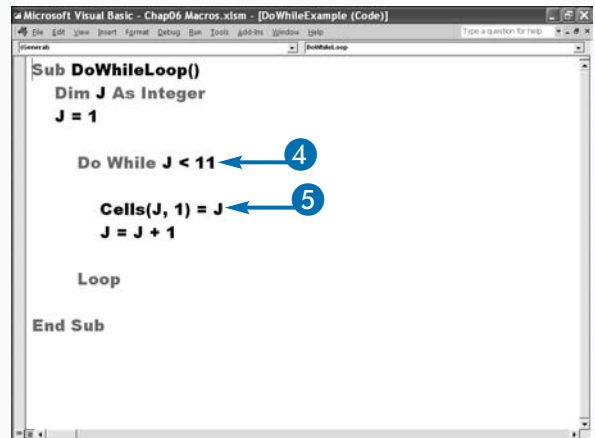 Microsoft Visual Basic - Chap06 Macros.xlsm - [DoWhileExample (Code)]
File Edit View Insert Format Debug Run Tools Add-Ins Window Help Type a question for help
(General) DoWhileLoop
Sub DoWhileLoop()
Dim J As Integer
J = 1
Do While J < 11 4
Cells(J, 1) = J 5
J = J + 1
Loop
End Sub